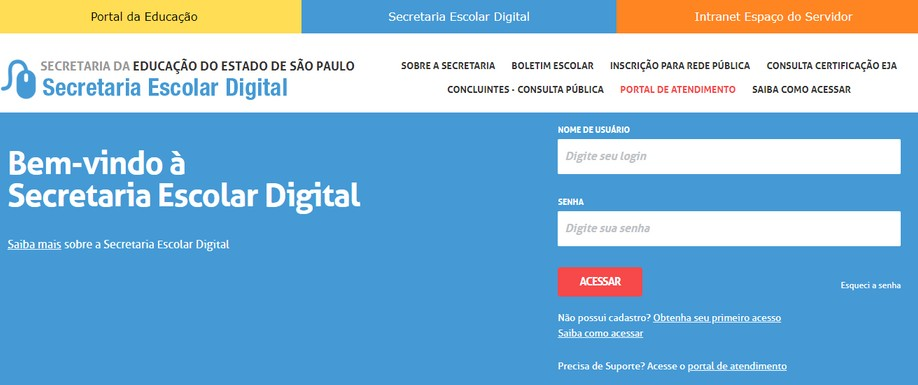 Portal da Educação
Secretaria Escolar Digital
Intranet Espaço do Servidor
SECRETARIA DA EDUCAÇÃO DO ESTADO DE SÃO PAULO
Secretaria Escolar Digital
SOBRE A SECRETARIA BOLETIM ESCOLAR INSCRIÇÃO PARA REDE PÚBLICA CONSULTA CERTIFICAÇÃO EJA
CONCLUINTES - CONSULTA PÚBLICA PORTAL DE ATENDIMENTO SAIBA COMO ACESSAR
Bem-vindo à
Secretaria Escolar Digital
Saiba mais sobre a Secretaria Escolar Digital
NOME DE USUÁRIO
Digite seu login
SENHA
Digite sua senha
ACESSAR
Esqueci a senha
Não possui cadastro? Obtenha seu primeiro acesso
Saiba como acessar
Precisa de Suporte? Acesse o portal de atendimento